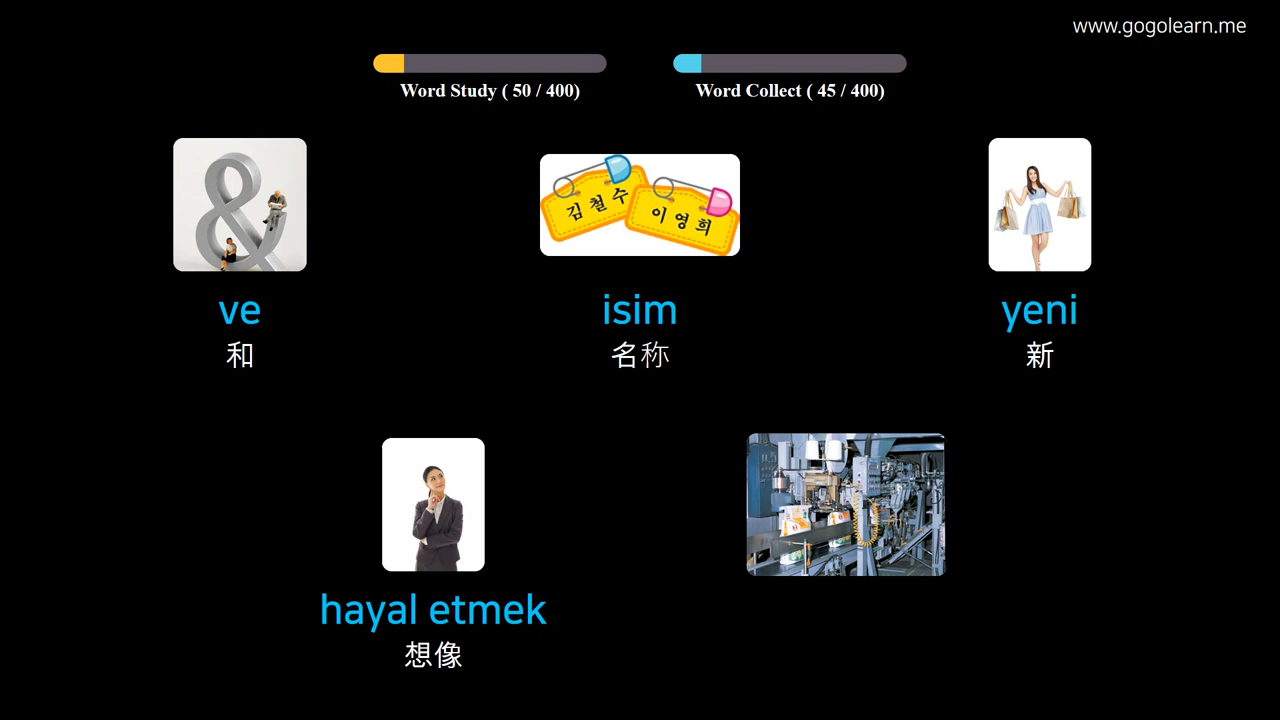 www.gogolearn.me
Word Study ( 50 / 400)
Word Collect ( 45 / 400)
김철수
이영희
ve
和
isim
名称
yeni
新
hayal etmek
想像